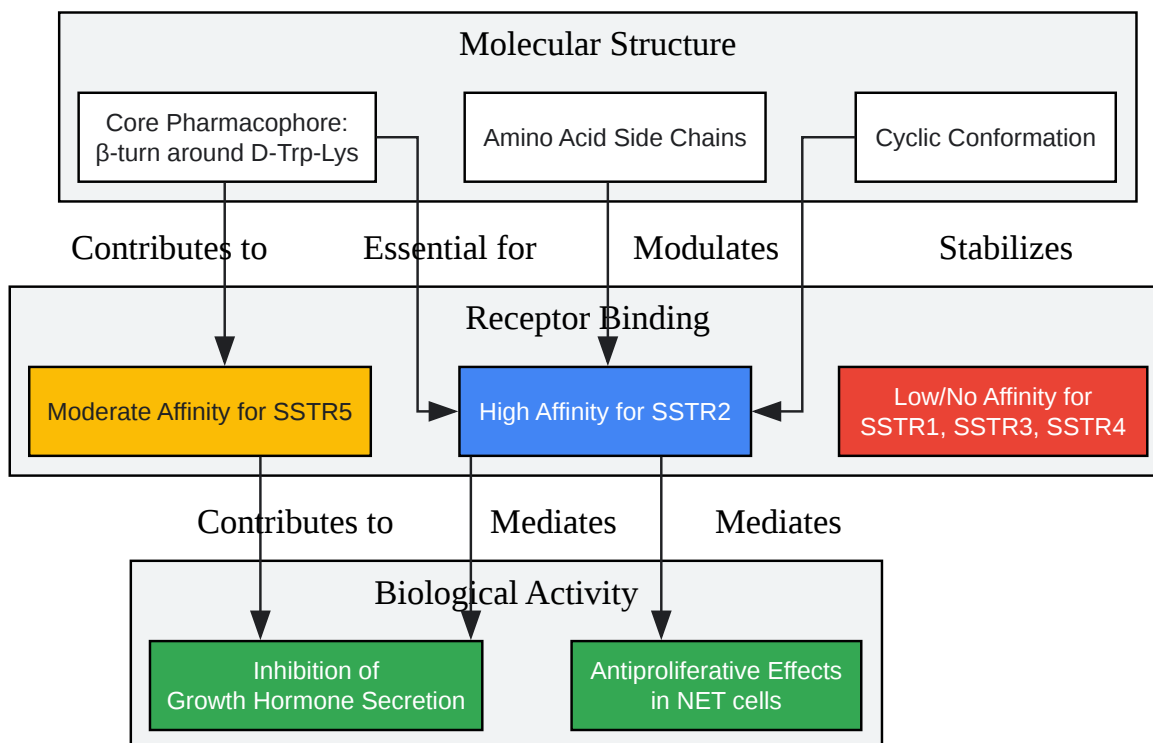 Molecular Structure
Core Pharmacophore:
β-turn around D-Trp-Lys
Amino Acid Side Chains
Cyclic Conformation
Contributes to
Essential for
Modulates
Stabilizes
Receptor Binding
Moderate Affinity for SSTR5
High Affinity for SSTR2
Low/No Affinity for
SSTR1, SSTR3, SSTR4
Contributes to
Mediates
Mediates
Biological Activity
Inhibition of
Growth Hormone Secretion
Antiproliferative Effects
in NET cells